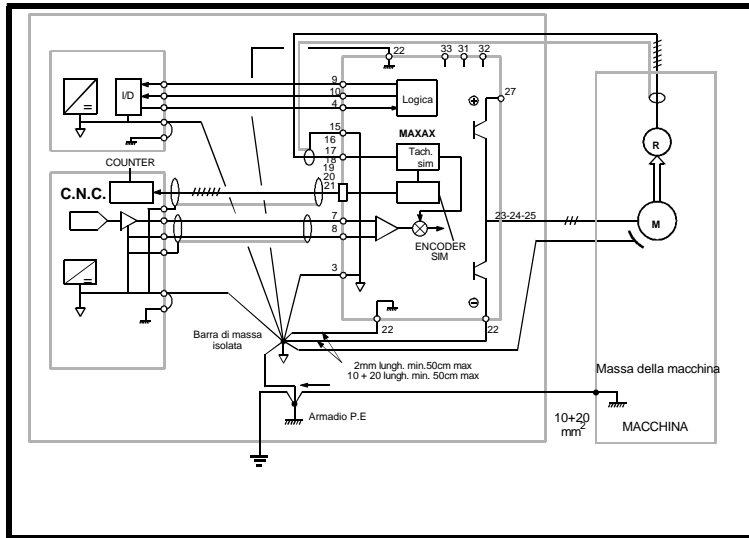 22
33 31 32
27
9
10
4
I/D
Logica
MAXAX
15
16
17
18
19
20
21
Tach.
sim
R
COUNTER
C.N.C.
7
8
23-24-25
M
ENCODER
SIM
3
22
22
Barra di massa
isolata
2mm lungh. min.50cm max
10 + 20 lungh. min. 50cm max
Massa della macchina
Armadio P.E
10+20
mm2
MACCHINA